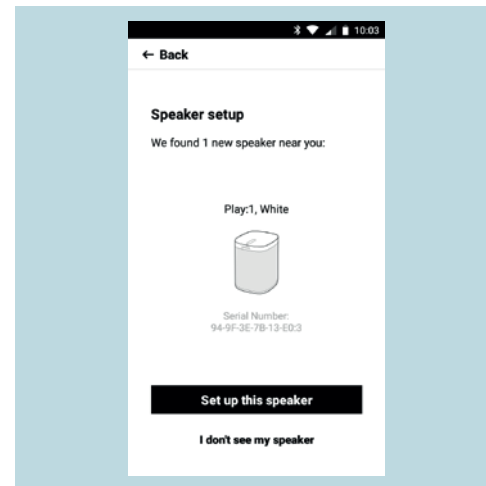 10:03
← Back
Speaker setup
We found 1 new speaker near you:
Play:1, White
Serial Number:
94-9F-3E-7B-13-E0:3
Set up this speaker
I don't see my speaker